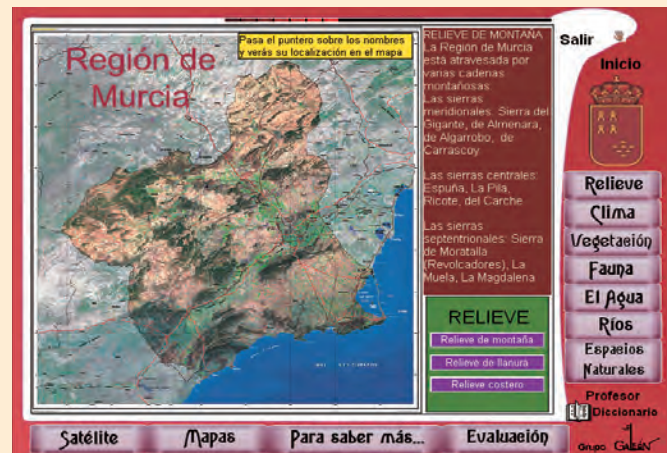 Región de
Murcia
Pasa el puntero sobre los nombres
y verás su localización en el mapa
RELIEVE DE MONTAÑA
La Región de Murcia
está atravesada por
varias cadenas
montañosas:
Las sierras
meridionales: Sierra del
Gigante, de Almenara,
de Algarrobo, de
Carrascoy
Las sierras centrales:
Espuña, La Pila,
Ricote, del Carche
Las sierras
septentrionales: Sierra
de Moratalla
(Revolcadores), La
Muela, La Magdalena
RELIEVE
Relieve de montaña
Relieve de llanura
Relieve costero
Salir
Inicio
Relieve
Clima
Vegetación
Fauna
El Agua
Ríos
Espacios
Naturales
Profesor
Diccionario
Grupo
Satélite
Mapas
Para saber más...
Evaluación